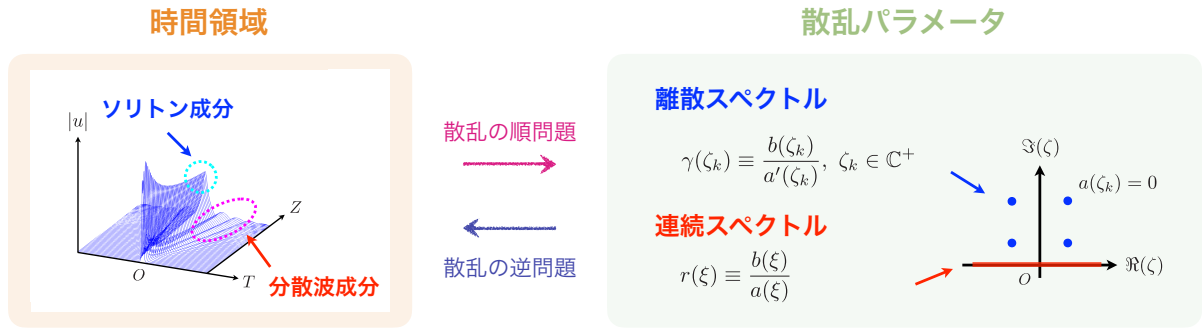 時間領域
ソリトン成分
|u|
Z
O
T
分散波成分
散乱の順問題
散乱の逆問題
散乱パラメータ
離散スペクトル
γ(ζ_k) ≡ b(ζ_k)/a′(ζ_k), ζ_k ∈ ℂ⁺
連続スペクトル
r(ξ) ≡ b(ξ)/a(ξ)
ℑ(ζ)
a(ζ_k) = 0
ℜ(ζ)
O